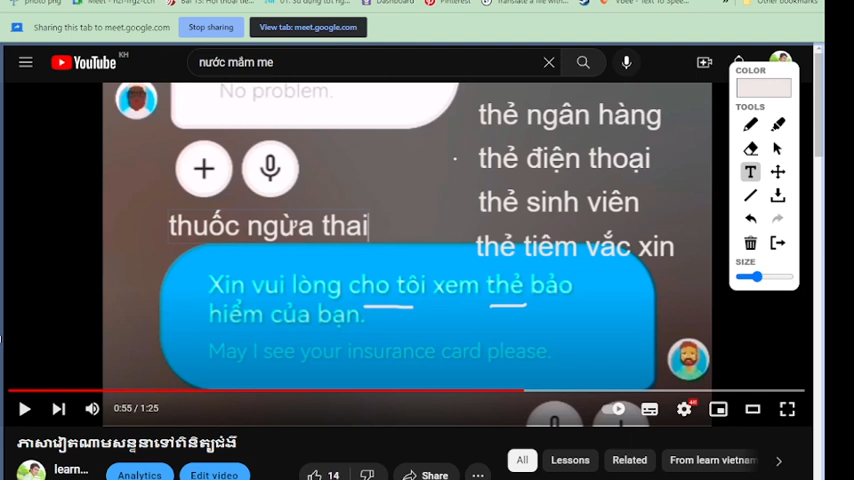 Sharing this tab to meet.google.com
Stop sharing
View tab: meet.google.com
YouTube KH
nước mắm me
COLOR
TOOLS
T
SIZE
No problem.
thẻ ngân hàng
thẻ điện thoại
thẻ sinh viên
thẻ tiêm vắc xin
thuốc ngừa thai
Xin vui lòng cho tôi xem thẻ bảo
hiểm của bạn.
May I see your insurance card please.
0:55 / 1:25
ភាសាវៀតណាមសន្ទនាទៅពិនិត្យជំងឺ
learn...
Analytics
Edit video
14
Share
All
Lessons
Related
From learn vietnam